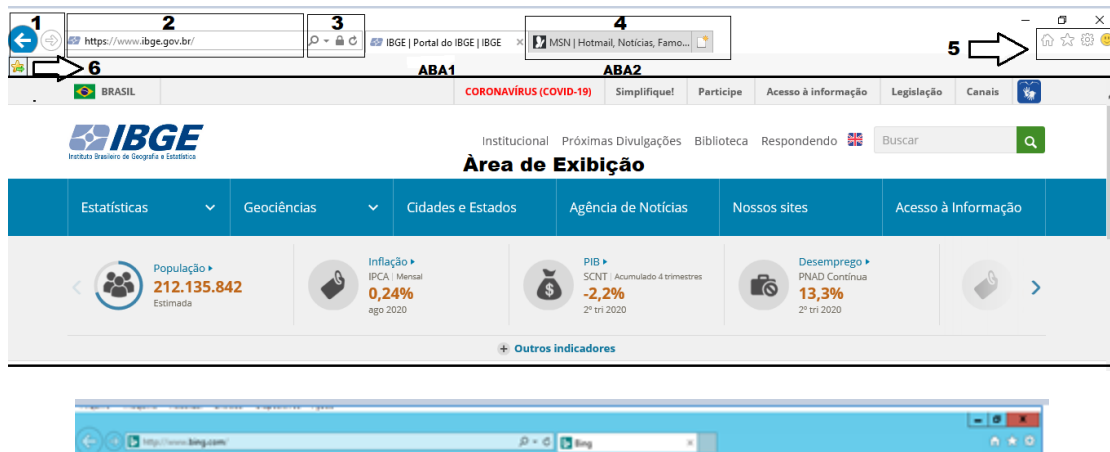 1 2 3 4
https://www.ibge.gov.br/ IBGE | Portal do IBGE | IBGE MSN | Hotmail, Notícias, Famo...
5
6 ABA1 ABA2
BRASIL CORONAVÍRUS (COVID-19) Simplifique! Participe Acesso à informação Legislação Canais
IBGE Institucional Próximas Divulgações Biblioteca Respondendo Buscar
Instituto Brasileiro de Geografia e Estatística
Àrea de Exibição
Estatísticas Geociências Cidades e Estados Agência de Notícias Nossos sites Acesso à Informação
População
212.135.842
Estimada
Inflação
IPCA | Mensal
0,24%
ago 2020
PIB
SCNT | Acumulado 4 trimestres
-2,2%
2º tri 2020
Desemprego
PNAD Contínua
13,3%
2º tri 2020
Outros indicadores
http://www.bing.com/ Bing